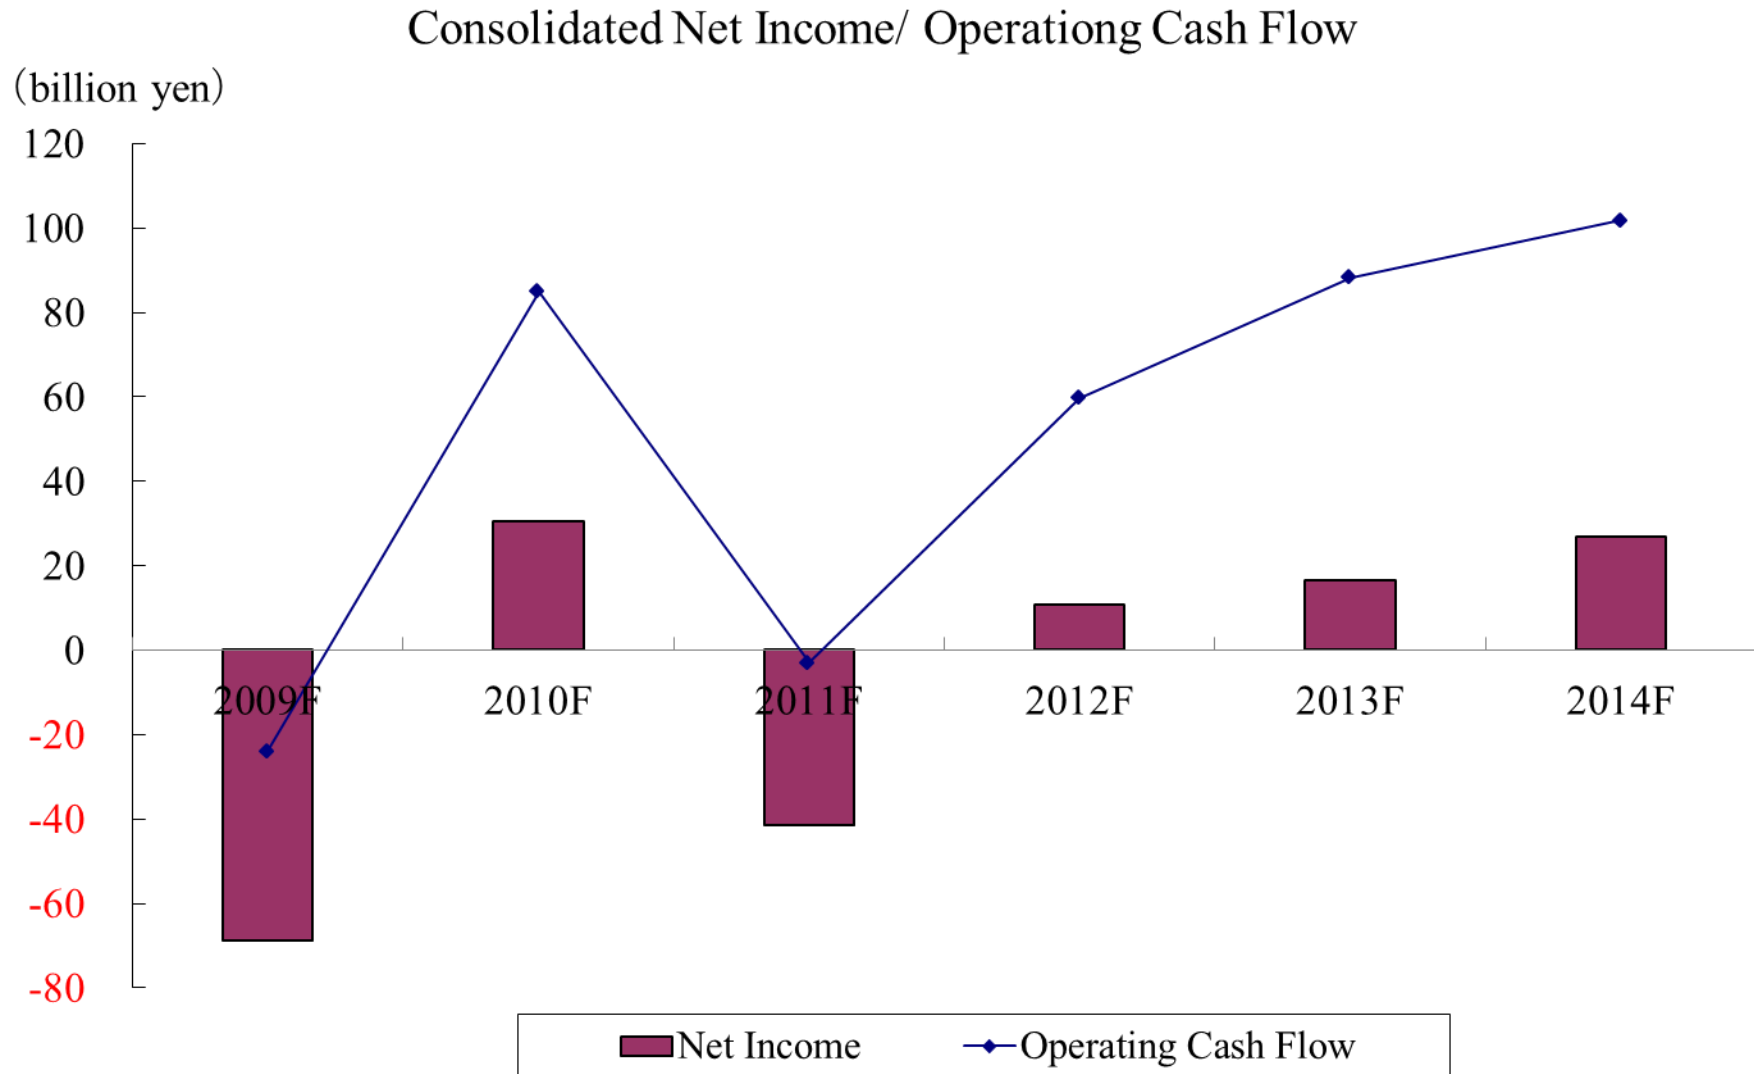 Consolidated Net Income/ Operationg Cash Flow
(billion yen)
120
100
80
60
40
20
0
-20
-40
-60
-80
2009F 2010F 2011F 2012F 2013F 2014F
Net Income Operating Cash Flow